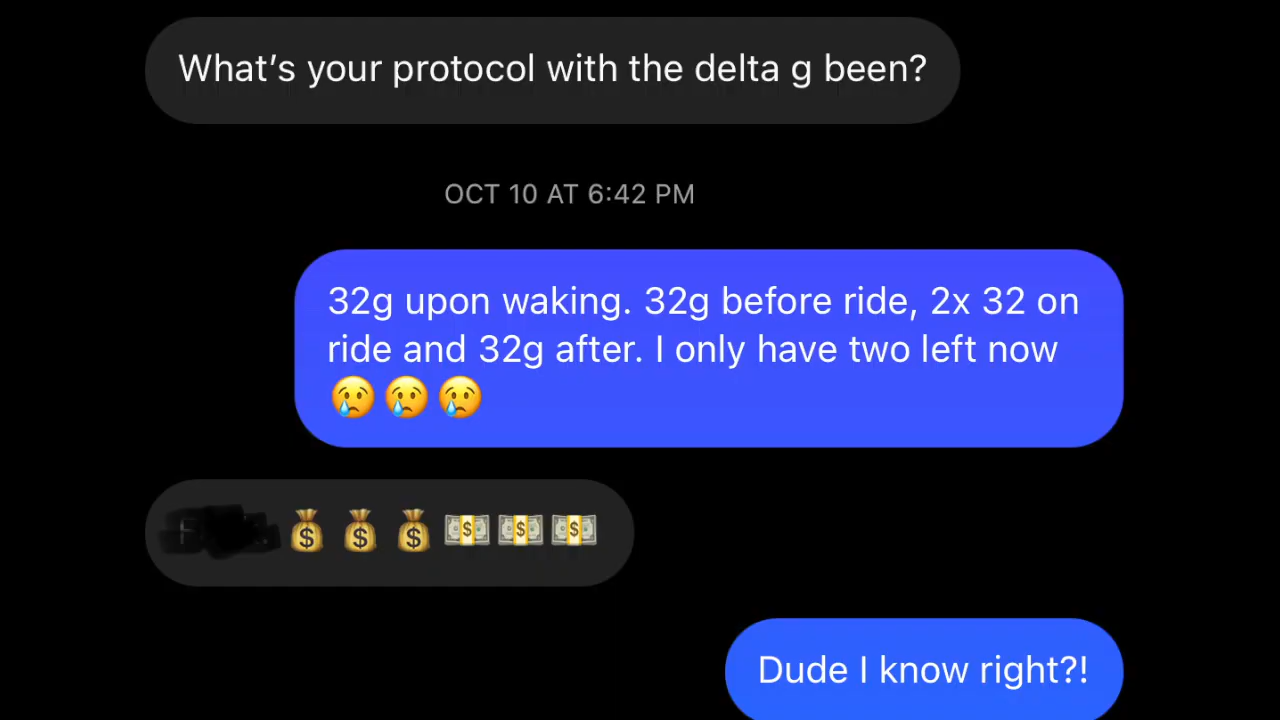 What's your protocol with the delta g been?
OCT 10 AT 6:42 PM
32g upon waking. 32g before ride, 2x 32 on
ride and 32g after. I only have two left now
😢😢😢
💰💰💰💵💵💵
Dude I know right?!